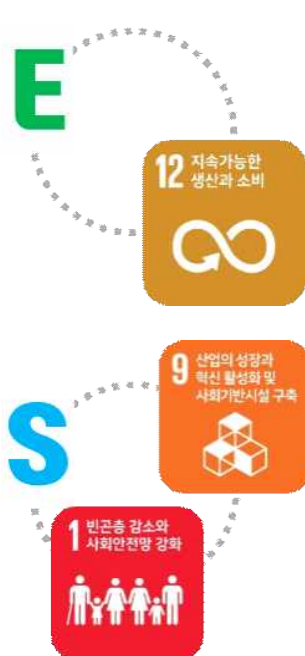 E
12 지속가능한
생산과 소비
9 산업의 성장과
혁신 활성화 및
사회기반시설 구축
S
1 빈곤층 감소와
사회안전망 강화